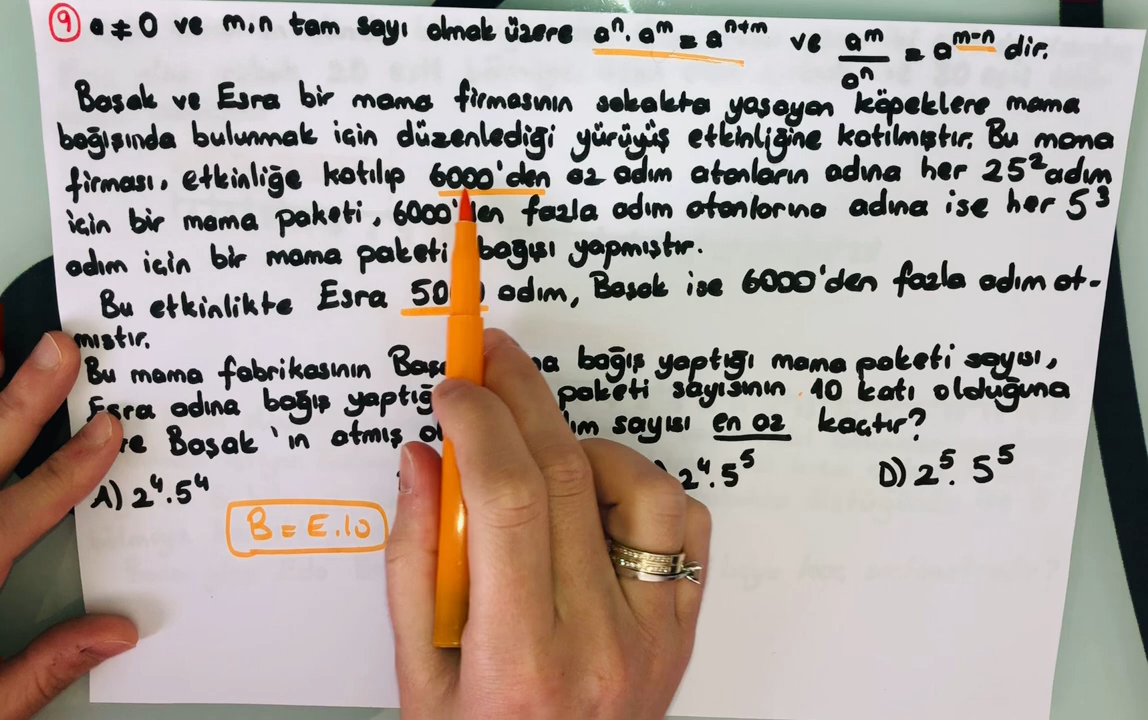 9 a ≠ 0 ve m,n tam sayı olmak üzere aⁿ. aᵐ = aⁿ⁺ᵐ ve aᵐ/aⁿ = aᵐ⁻ⁿ dir.
Başak ve Esra bir mama firmasının sokakta yaşayan köpeklere mama
bağışında bulunmak için düzenlediği yürüyüş etkinliğine katılmıştır. Bu mama
firması, etkinliğe katılıp 6000'den az adım atanların adına her 25² adım
için bir mama paketi, 6000' fazla adım atanların adına ise her 5³
adım için bir mama paketi bağışı yapmıştır.
Bu etkinlikte Esra adım, Başak ise 6000'den fazla adım at-
mıştır.
Bu mama fabrikasının bağış yaptığı mama paketi sayısı,
Esra adına bağış paketi sayısının 10 katı olduğuna
Başak'ın atmış sayısı en az kaçtır?
A) 2⁴.5⁴ 2⁴.5⁵ D) 2⁵.5⁵
B = E.10